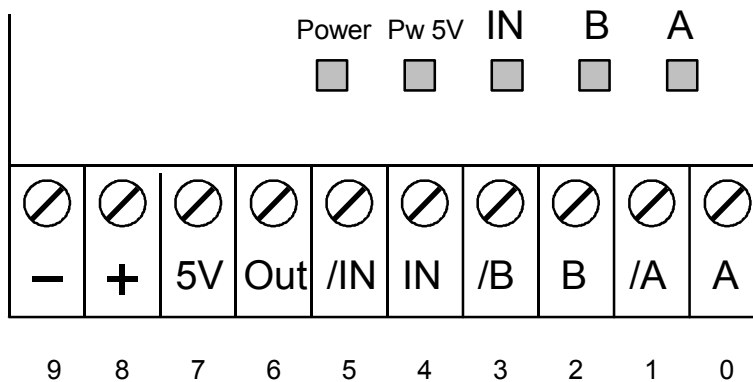 Power Pw 5V IN B A
− + 5V Out /IN IN /B B /A A
9 8 7 6 5 4 3 2 1 0